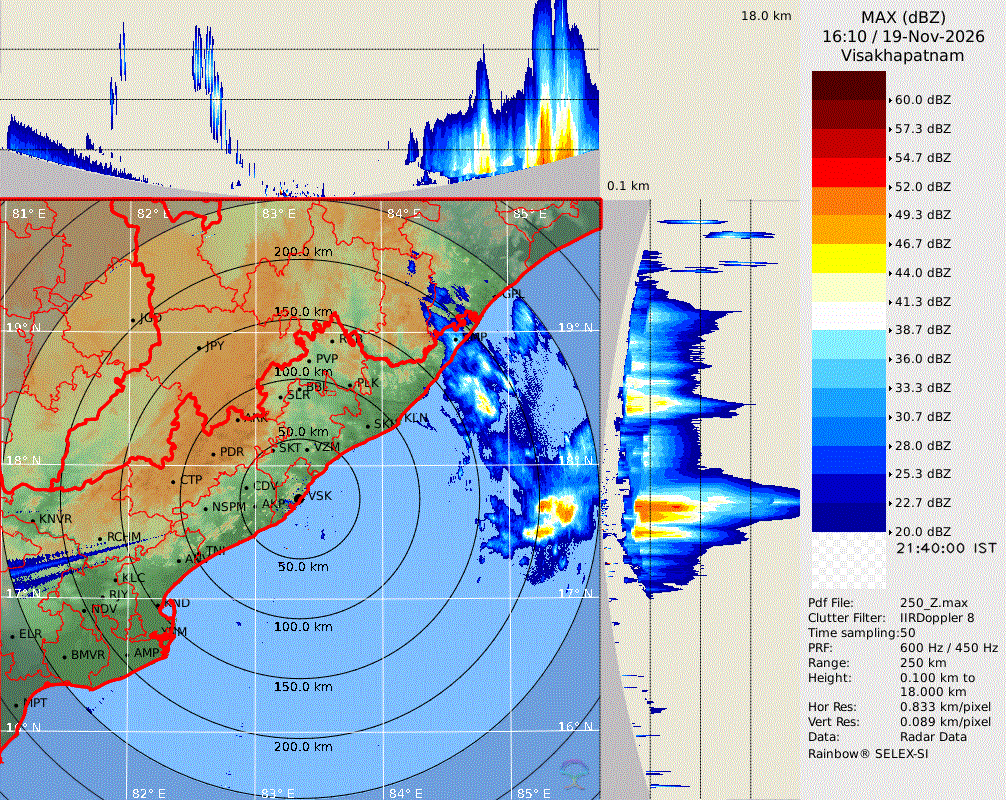 18.0 km
MAX (dBZ)
16:10 / 19-Nov-2026
Visakhapatnam
60.0 dBZ
57.3 dBZ
54.7 dBZ
52.0 dBZ
49.3 dBZ
46.7 dBZ
44.0 dBZ
41.3 dBZ
38.7 dBZ
36.0 dBZ
33.3 dBZ
30.7 dBZ
28.0 dBZ
25.3 dBZ
22.7 dBZ
20.0 dBZ
21:40:00 IST
0.1 km
81° E
82° E
83° E
84° E
85° E
200.0 km
GPL
150.0 km
JGD
19° N
19° N
JPY
PVP
100.0 km
BBL
PLK
SLR
KLN
50.0 km
SKT
VZM
PDR
18° N
18° N
CTP
CDV
VSK
NSPM
AKP
KNVR
RCHM
TNI
50.0 km
KLC
17° N
17° N
RJY
NDV
KND
100.0 km
ELR
BMVR
AMP
150.0 km
MPT
16° N
16° N
200.0 km
82° E
83° E
84° E
85° E
Pdf File: 250_Z.max
Clutter Filter: IIRDoppler 8
Time sampling:50
PRF: 600 Hz / 450 Hz
Range: 250 km
Height: 0.100 km to
18.000 km
Hor Res: 0.833 km/pixel
Vert Res: 0.089 km/pixel
Data: Radar Data
Rainbow® SELEX-SI